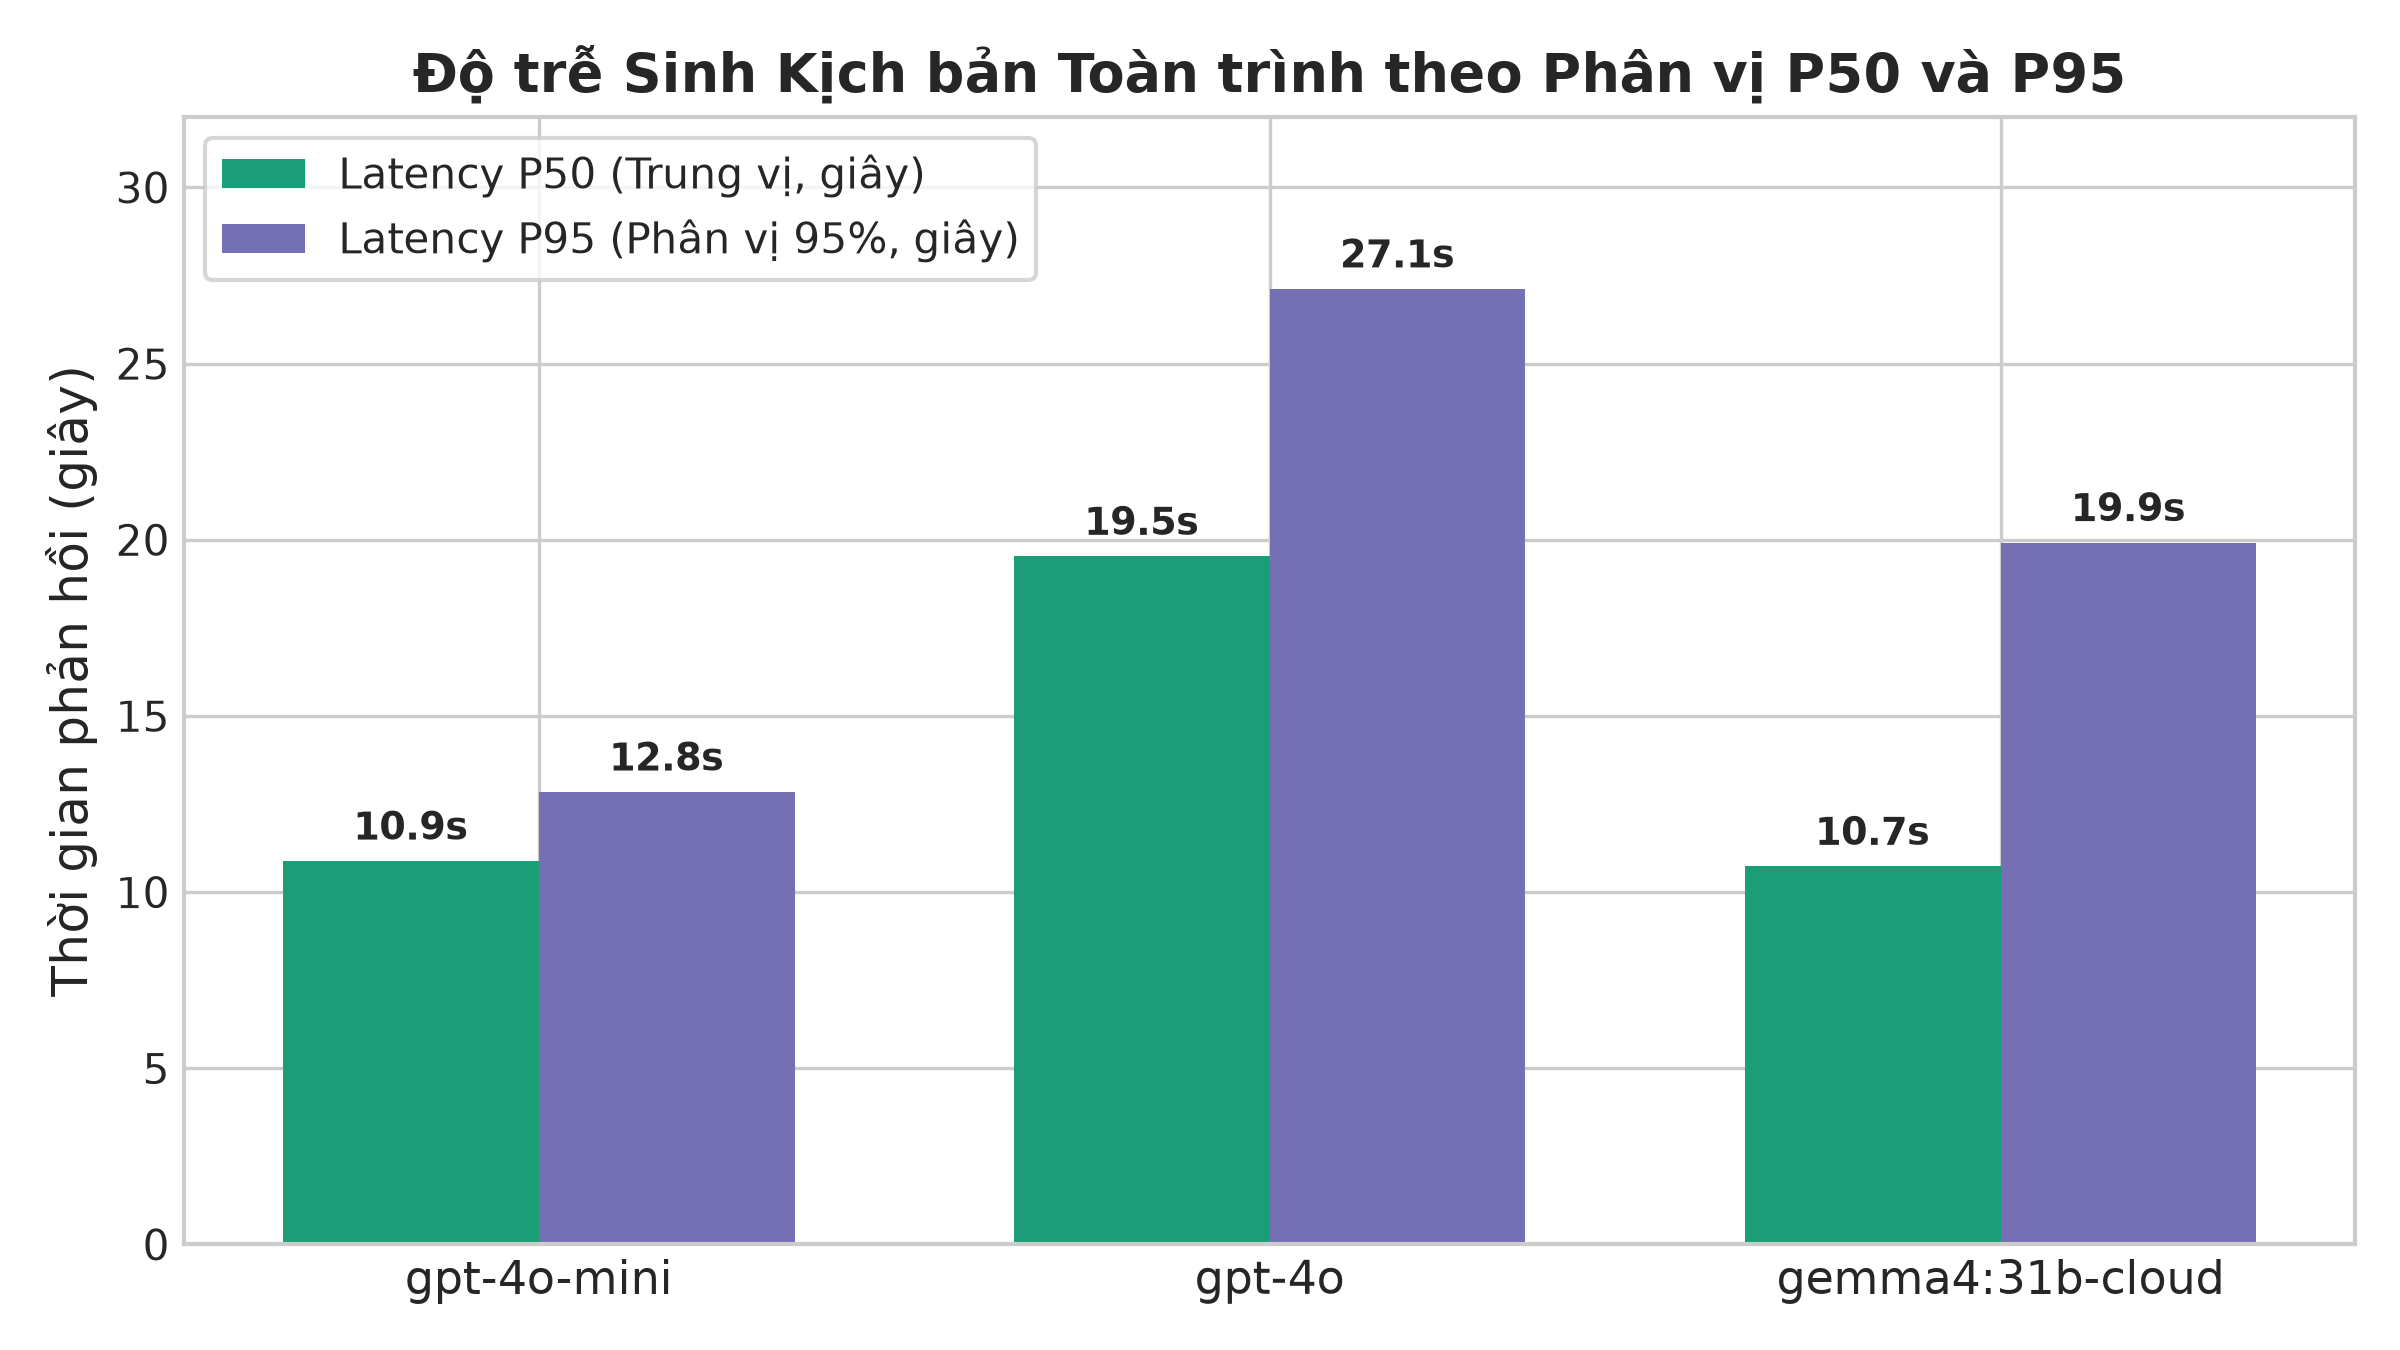 Độ trễ Sinh Kịch bản Toàn trình theo Phân vị P50 và P95
Latency P50 (Trung vị, giây)
Latency P95 (Phân vị 95%, giây)
Thời gian phản hồi (giây)
30
25
20
15
10
5
0
10.9s
12.8s
19.5s
27.1s
10.7s
19.9s
gpt-4o-mini
gpt-4o
gemma4:31b-cloud